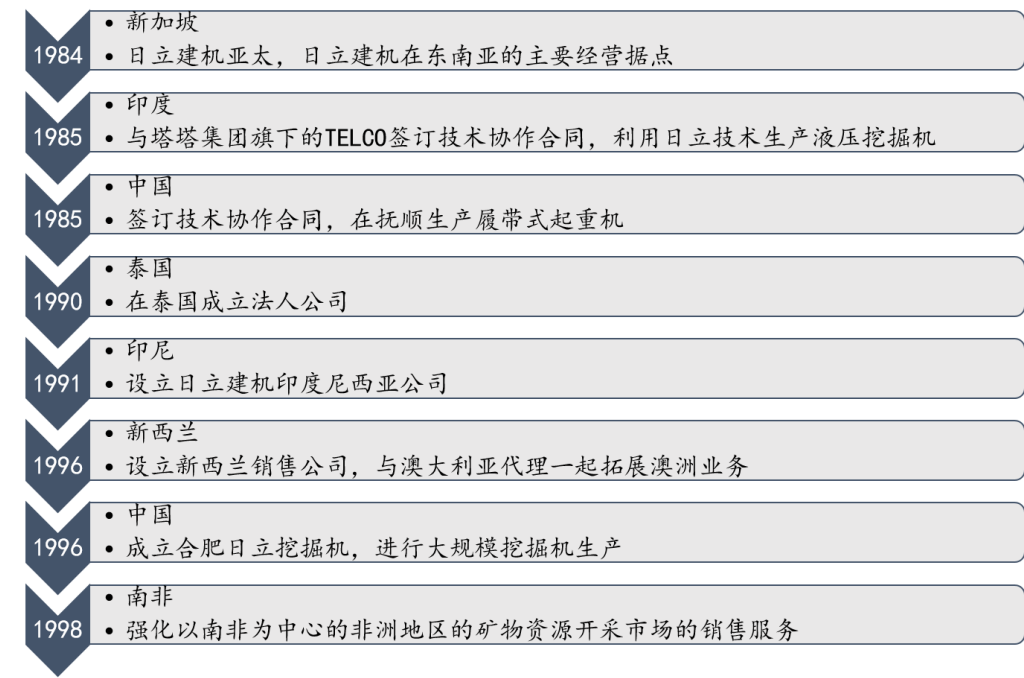 1984
• 新加坡
• 日立建机亚太，日立建机在东南亚的主要经营据点
1985
• 印度
• 与塔塔集团旗下的TELCO签订技术协作合同，利用日立技术生产液压挖掘机
1985
• 中国
• 签订技术协作合同，在抚顺生产履带式起重机
1990
• 泰国
• 在泰国成立法人公司
1991
• 印尼
• 设立日立建机印度尼西亚公司
1996
• 新西兰
• 设立新西兰销售公司，与澳大利亚代理一起拓展澳洲业务
1996
• 中国
• 成立合肥日立挖掘机，进行大规模挖掘机生产
1998
• 南非
• 强化以南非为中心的非洲地区的矿物资源开采市场的销售服务